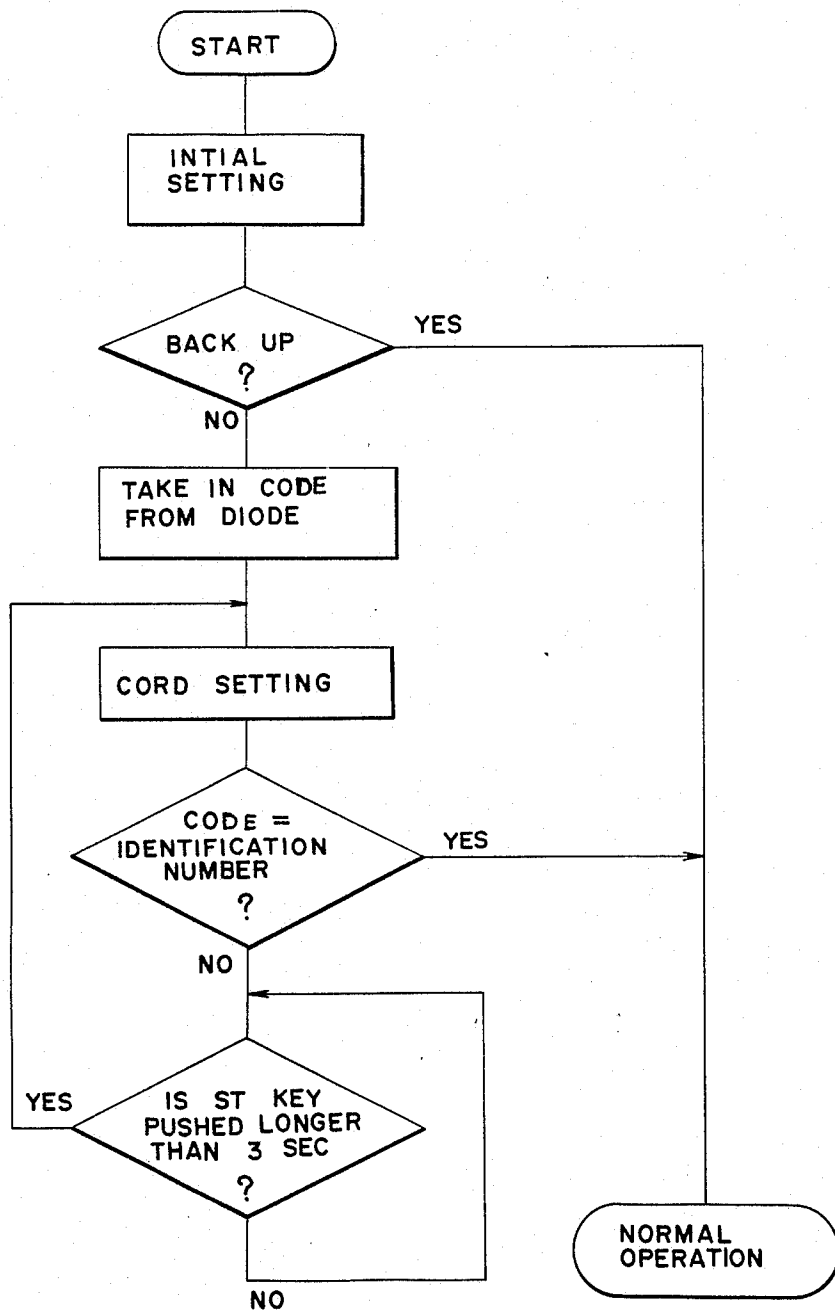 START
INTIAL
SETTING
BACK UP
?
YES
NO
TAKE IN CODE
FROM DIODE
CORD SETTING
CODE =
IDENTIFICATION
NUMBER
?
YES
NO
IS ST KEY
PUSHED LONGER
THAN 3 SEC
?
YES
NO
NORMAL
OPERATION